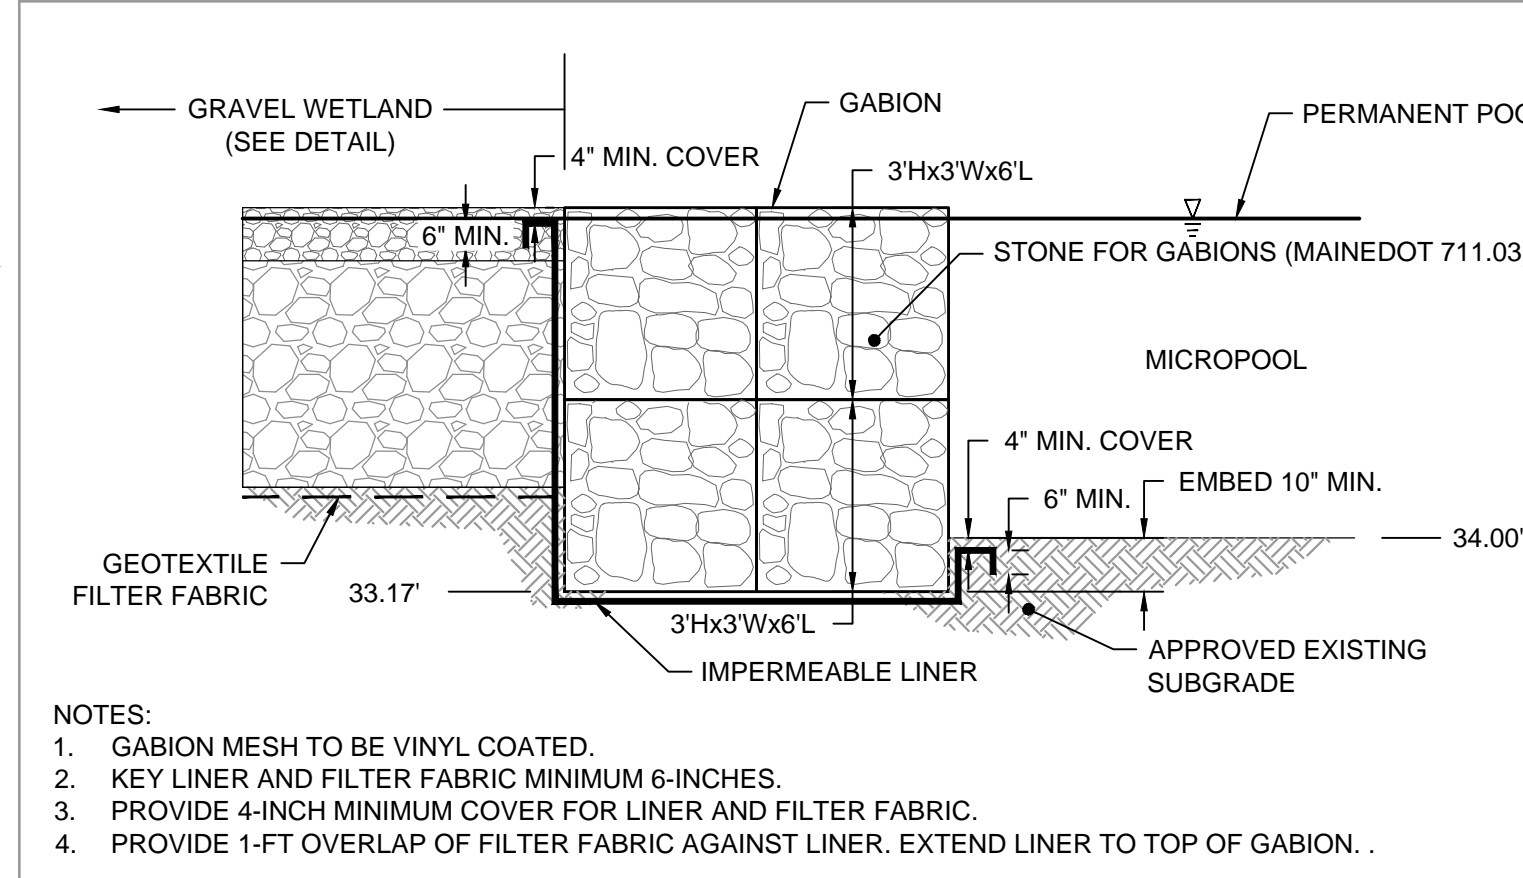 GRAVEL WETLAND
(SEE DETAIL)
GABION
PERMANENT
4" MIN. COVER
3'Hx3'Wx6'L
6" MIN.
STONE FOR GABIONS (MAINEDOT 711.03
MICROPOOL
4" MIN. COVER
6" MIN.
EMBED 10" MIN.
34.00'
GEOTEXTILE
FILTER FABRIC
33.17'
3'Hx3'Wx6'L
IMPERMEABLE LINER
APPROVED EXISTING
SUBGRADE
NOTES:
1. GABION MESH TO BE VINYL COATED.
2. KEY LINER AND FILTER FABRIC MINIMUM 6-INCHES.
3. PROVIDE 4-INCH MINIMUM COVER FOR LINER AND FILTER FABRIC.
4. PROVIDE 1-FT OVERLAP OF FILTER FABRIC AGAINST LINER. EXTEND LINER TO TOP OF GABION. .